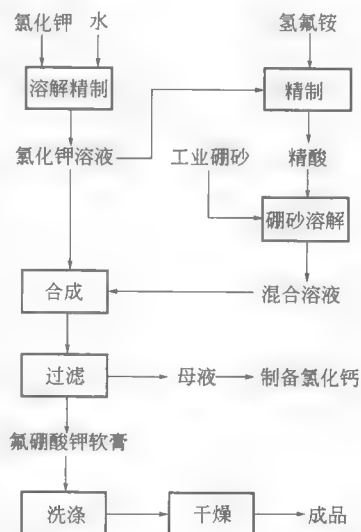 氯化钾 水 氢氟铵
溶解精制 精制
氯化钾溶液 工业硼砂 精酸
硼砂溶解
合成 混合溶液
过滤 母液 制备氯化钙
氟硼酸钾软膏
洗涤 干燥 成品